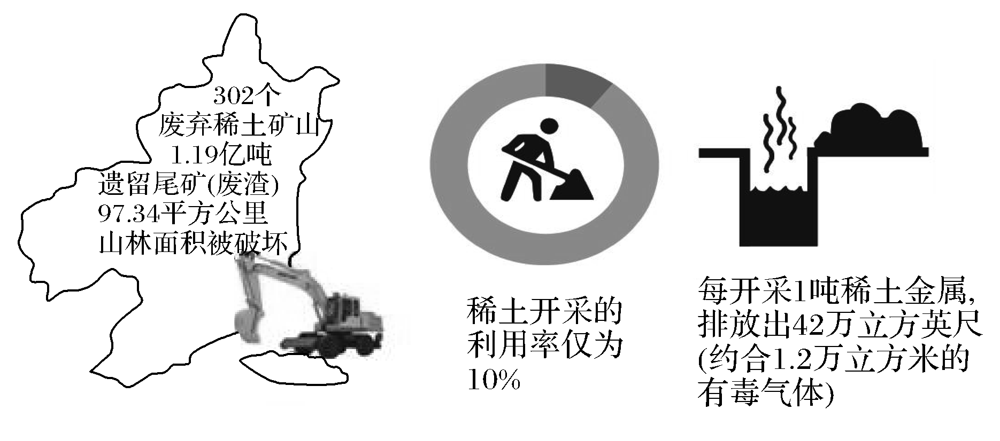 302个
废弃稀土矿山
1.19亿吨
遗留尾矿(废渣)
97.34平方公里
山林面积被破坏
稀土开采的
利用率仅为
10%
每开采1吨稀土金属,
排放出42万立方英尺
(约合1.2万立方米的
有毒气体)